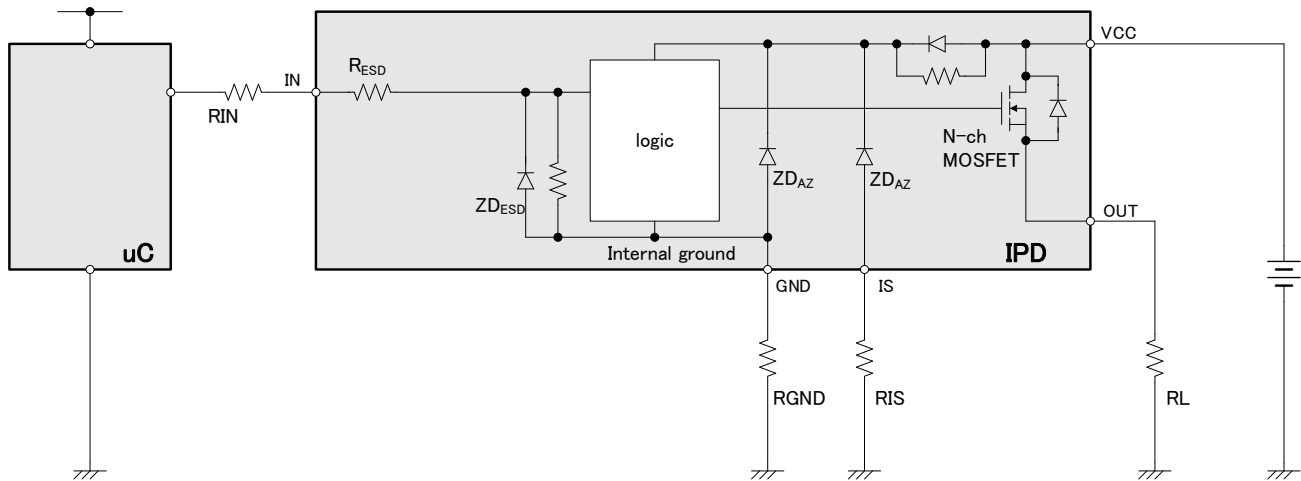 VCC
RESD
IN
RIN
logic
N-ch
MOSFET
ZDAZ
ZDAZ
ZDESD
OUT
uC
Internal ground
IPD
GND
IS
RGND
RIS
RL